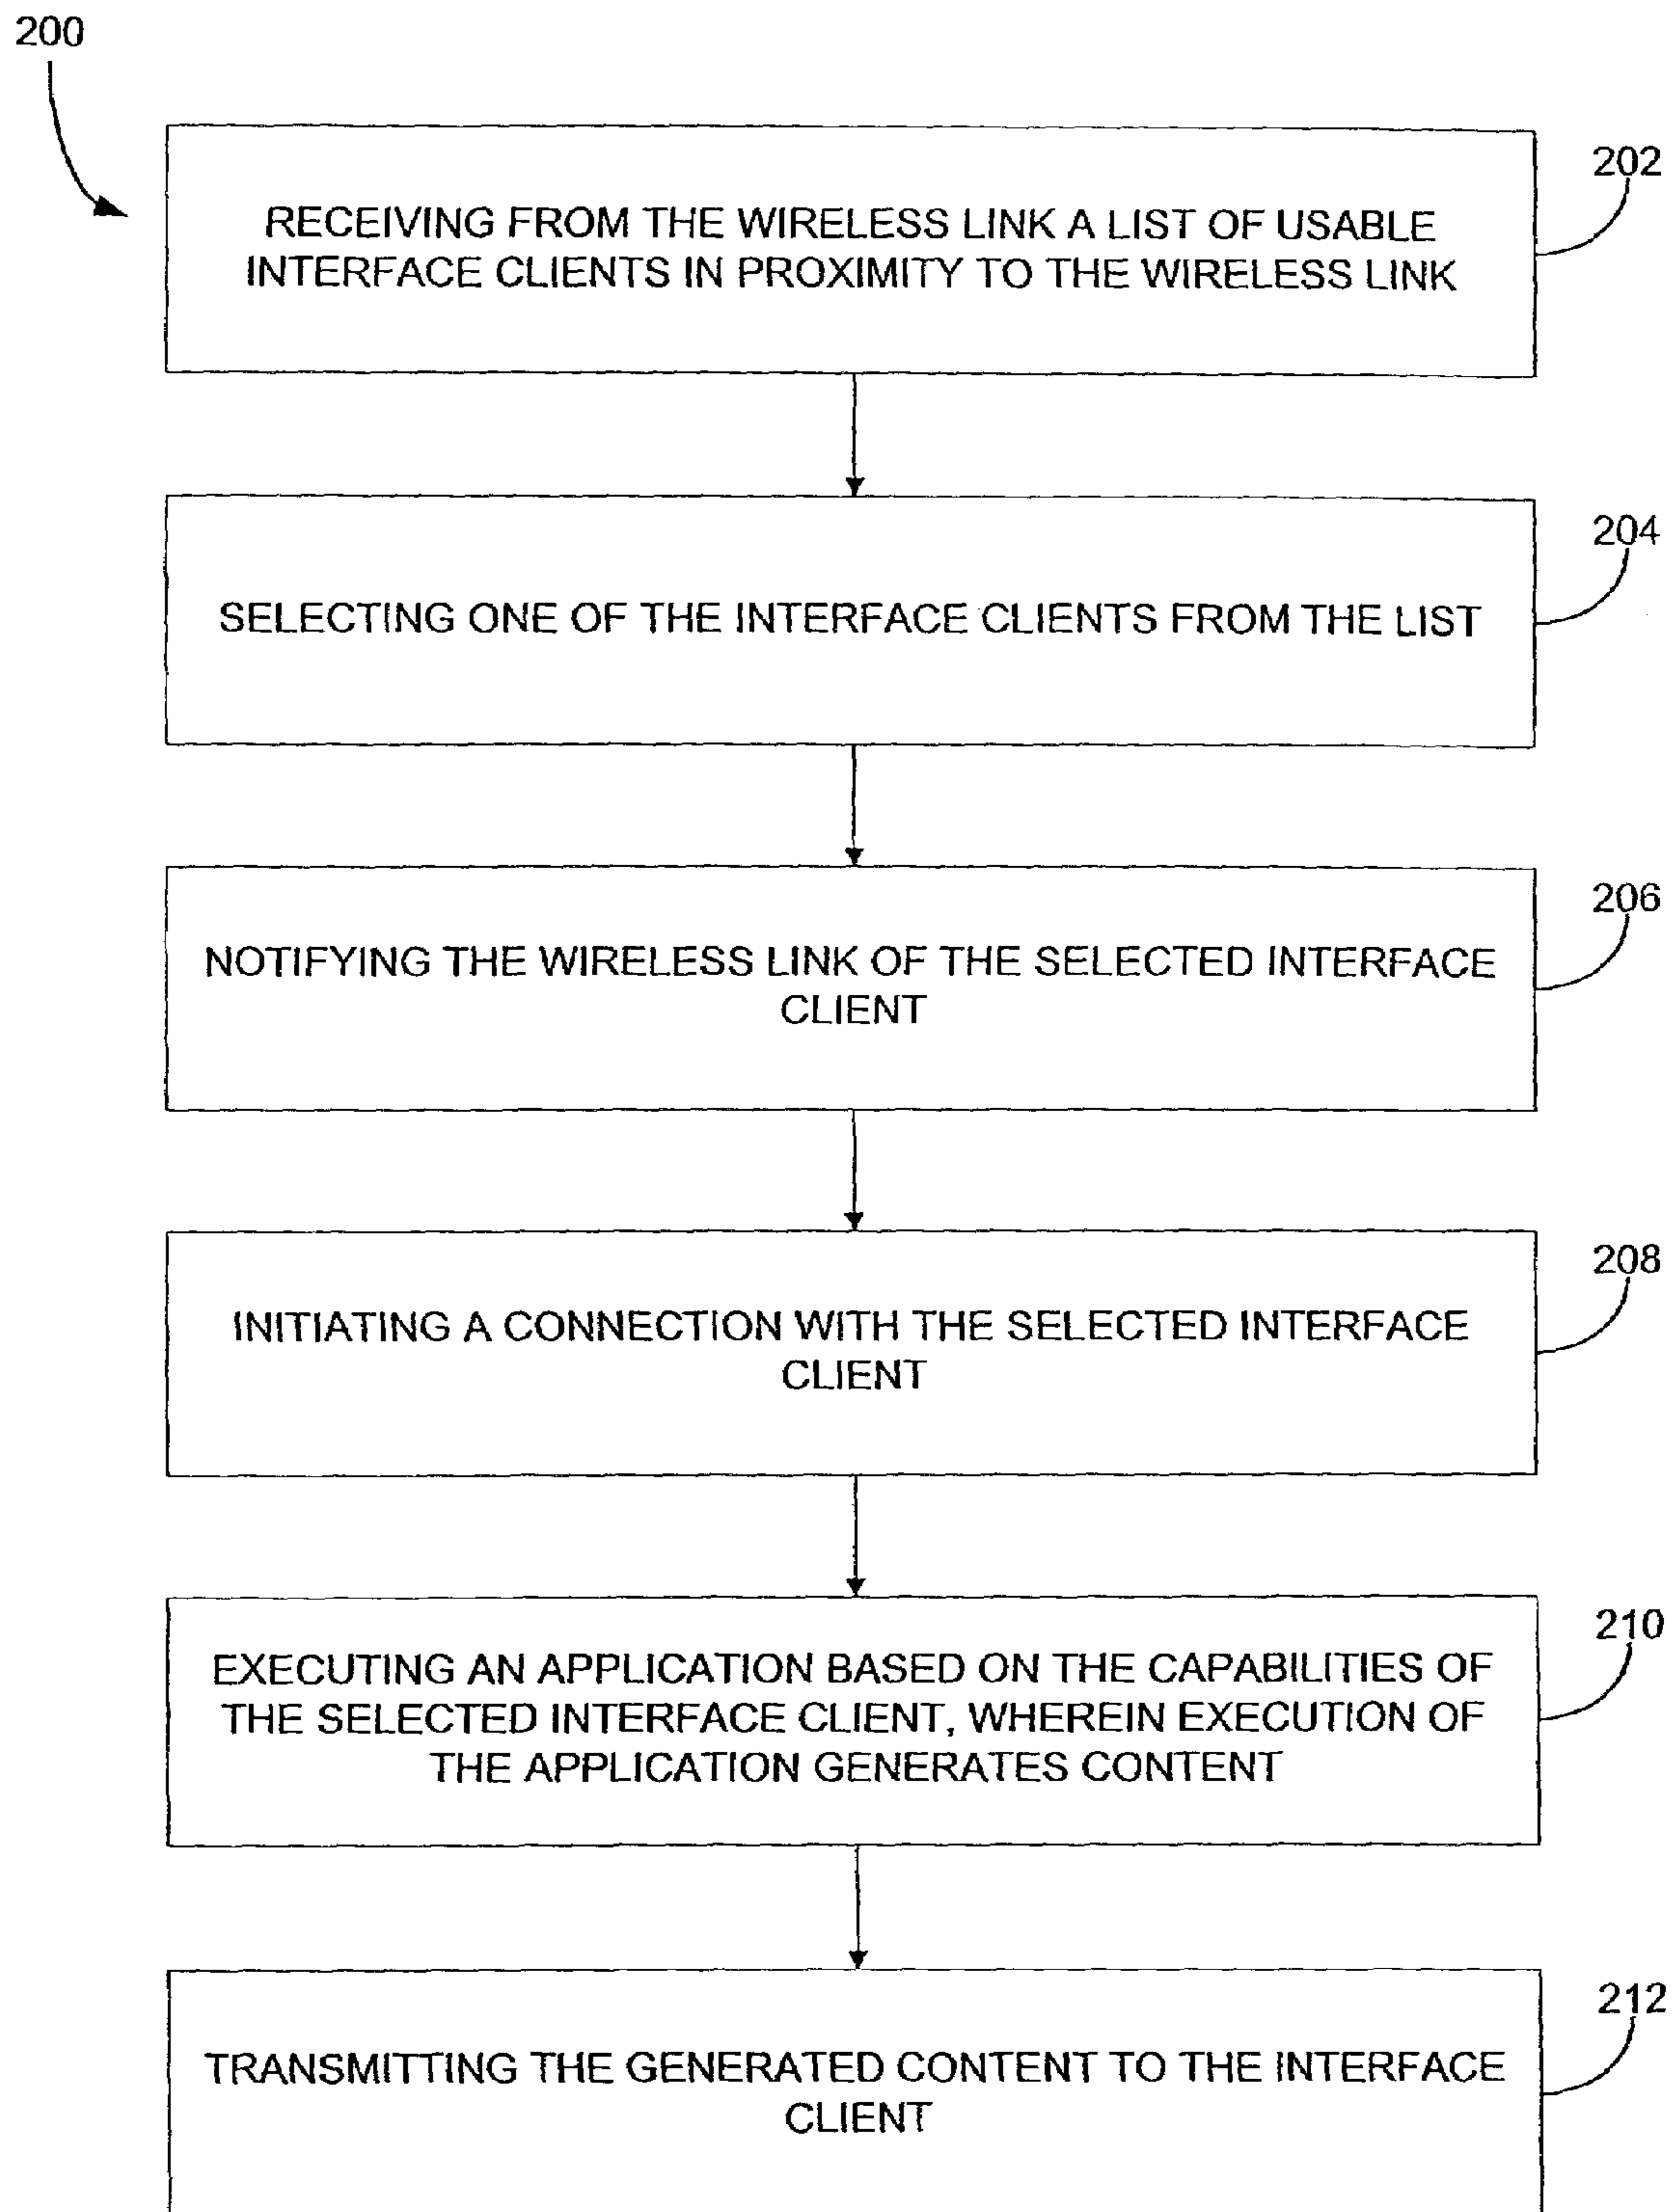 200
202
RECEIVING FROM THE WIRELESS LINK A LIST OF USABLE
INTERFACE CLIENTS IN PROXIMITY TO THE WIRELESS LINK
204
SELECTING ONE OF THE INTERFACE CLIENTS FROM THE LIST
206
NOTIFYING THE WIRELESS LINK OF THE SELECTED INTERFACE
CLIENT
208
INITIATING A CONNECTION WITH THE SELECTED INTERFACE
CLIENT
210
EXECUTING AN APPLICATION BASED ON THE CAPABILITIES OF
THE SELECTED INTERFACE CLIENT, WHEREIN EXECUTION OF
THE APPLICATION GENERATES CONTENT
212
TRANSMITTING THE GENERATED CONTENT TO THE INTERFACE
CLIENT